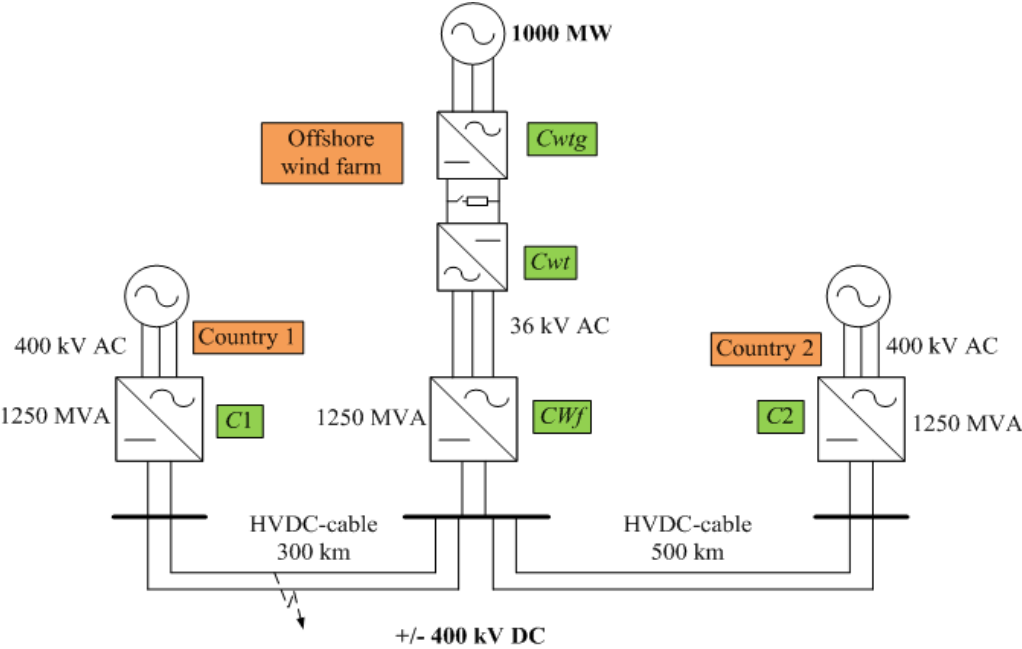 1000 MW
Offshore
wind farm
Cwtg
Cwt
36 kV AC
400 kV AC
Country 1
Country 2
400 kV AC
1250 MVA
C1
1250 MVA
CWf
C2
1250 MVA
HVDC-cable
300 km
HVDC-cable
500 km
+/- 400 kV DC